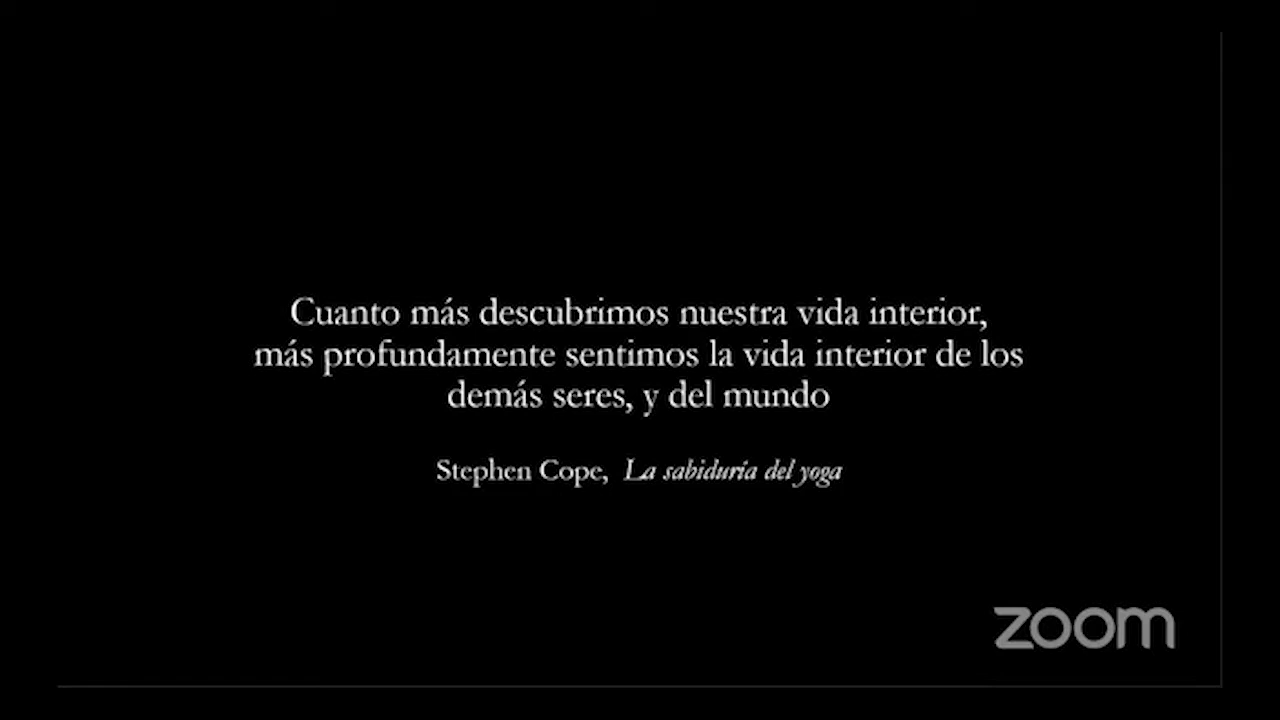 Cuanto más descubrimos nuestra vida interior,
más profundamente sentimos la vida interior de los
demás seres, y del mundo
Stephen Cope, La sabiduría del yoga
zoom